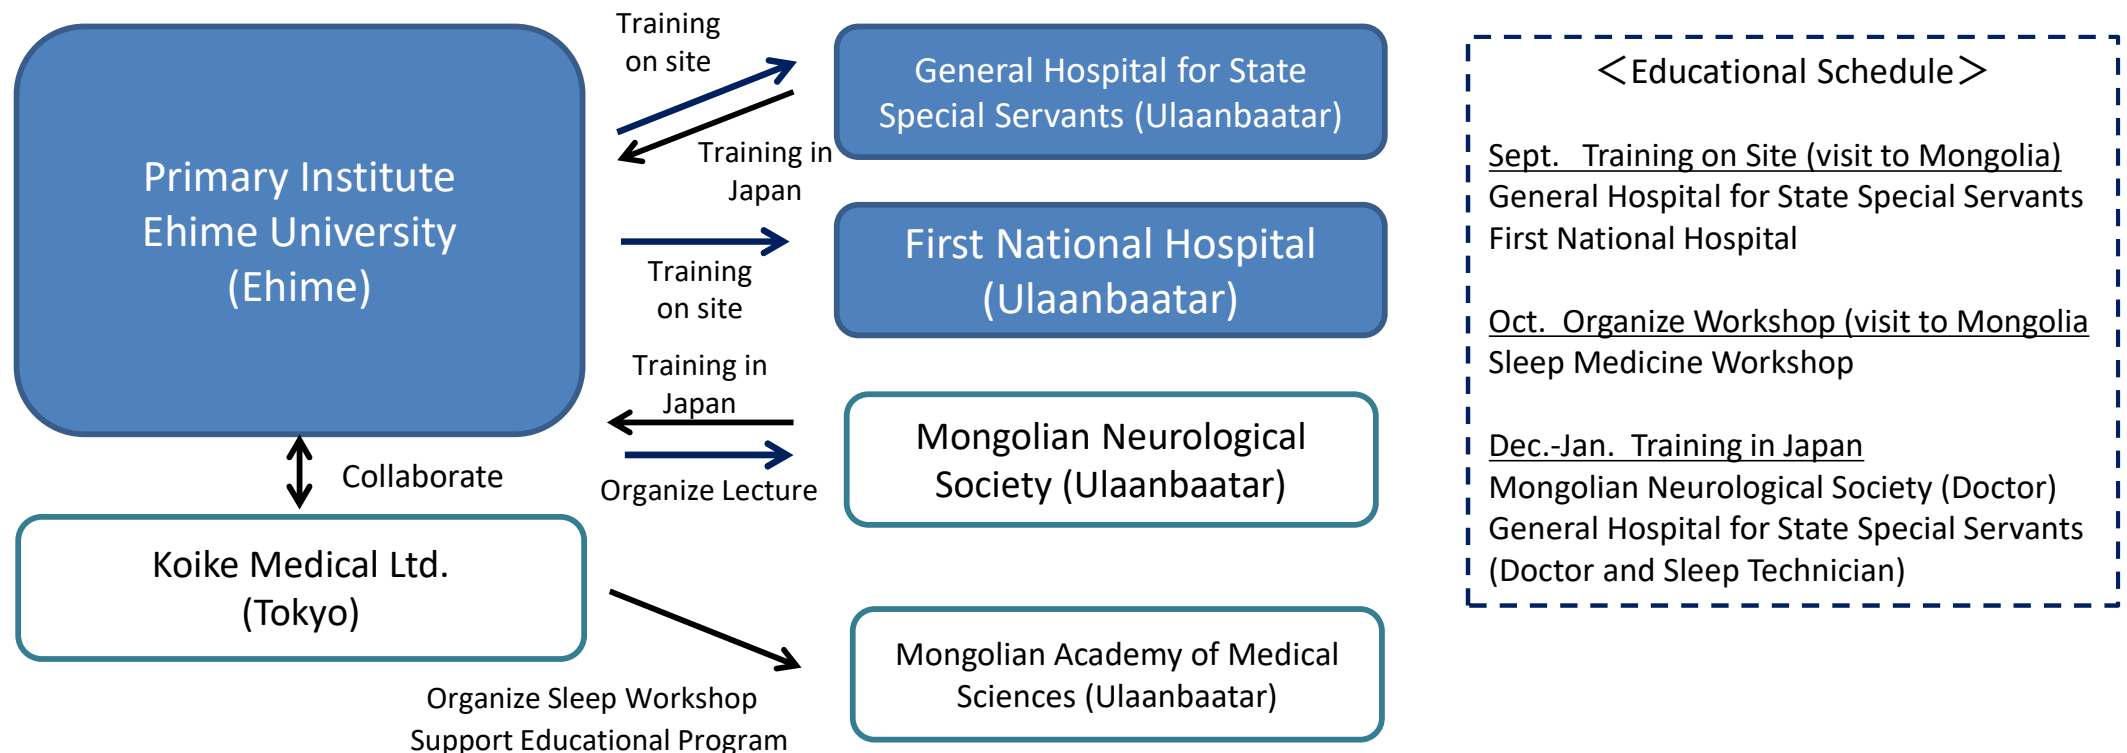 Primary Institute
Ehime University
(Ehime)
Training
on site
Training in
Japan
General Hospital for State
Special Servants (Ulaanbaatar)
Training
on site
First National Hospital
(Ulaanbaatar)
Training in
Japan
Organize Lecture
Mongolian Neurological
Society (Ulaanbaatar)
Collaborate
Koike Medical Ltd.
(Tokyo)
Organize Sleep Workshop
Support Educational Program
Mongolian Academy of Medical
Sciences (Ulaanbaatar)
＜Educational Schedule＞
Sept. Training on Site (visit to Mongolia)
General Hospital for State Special Servants
First National Hospital
Oct. Organize Workshop (visit to Mongolia
Sleep Medicine Workshop
Dec.-Jan. Training in Japan
Mongolian Neurological Society (Doctor)
General Hospital for State Special Servants
(Doctor and Sleep Technician)